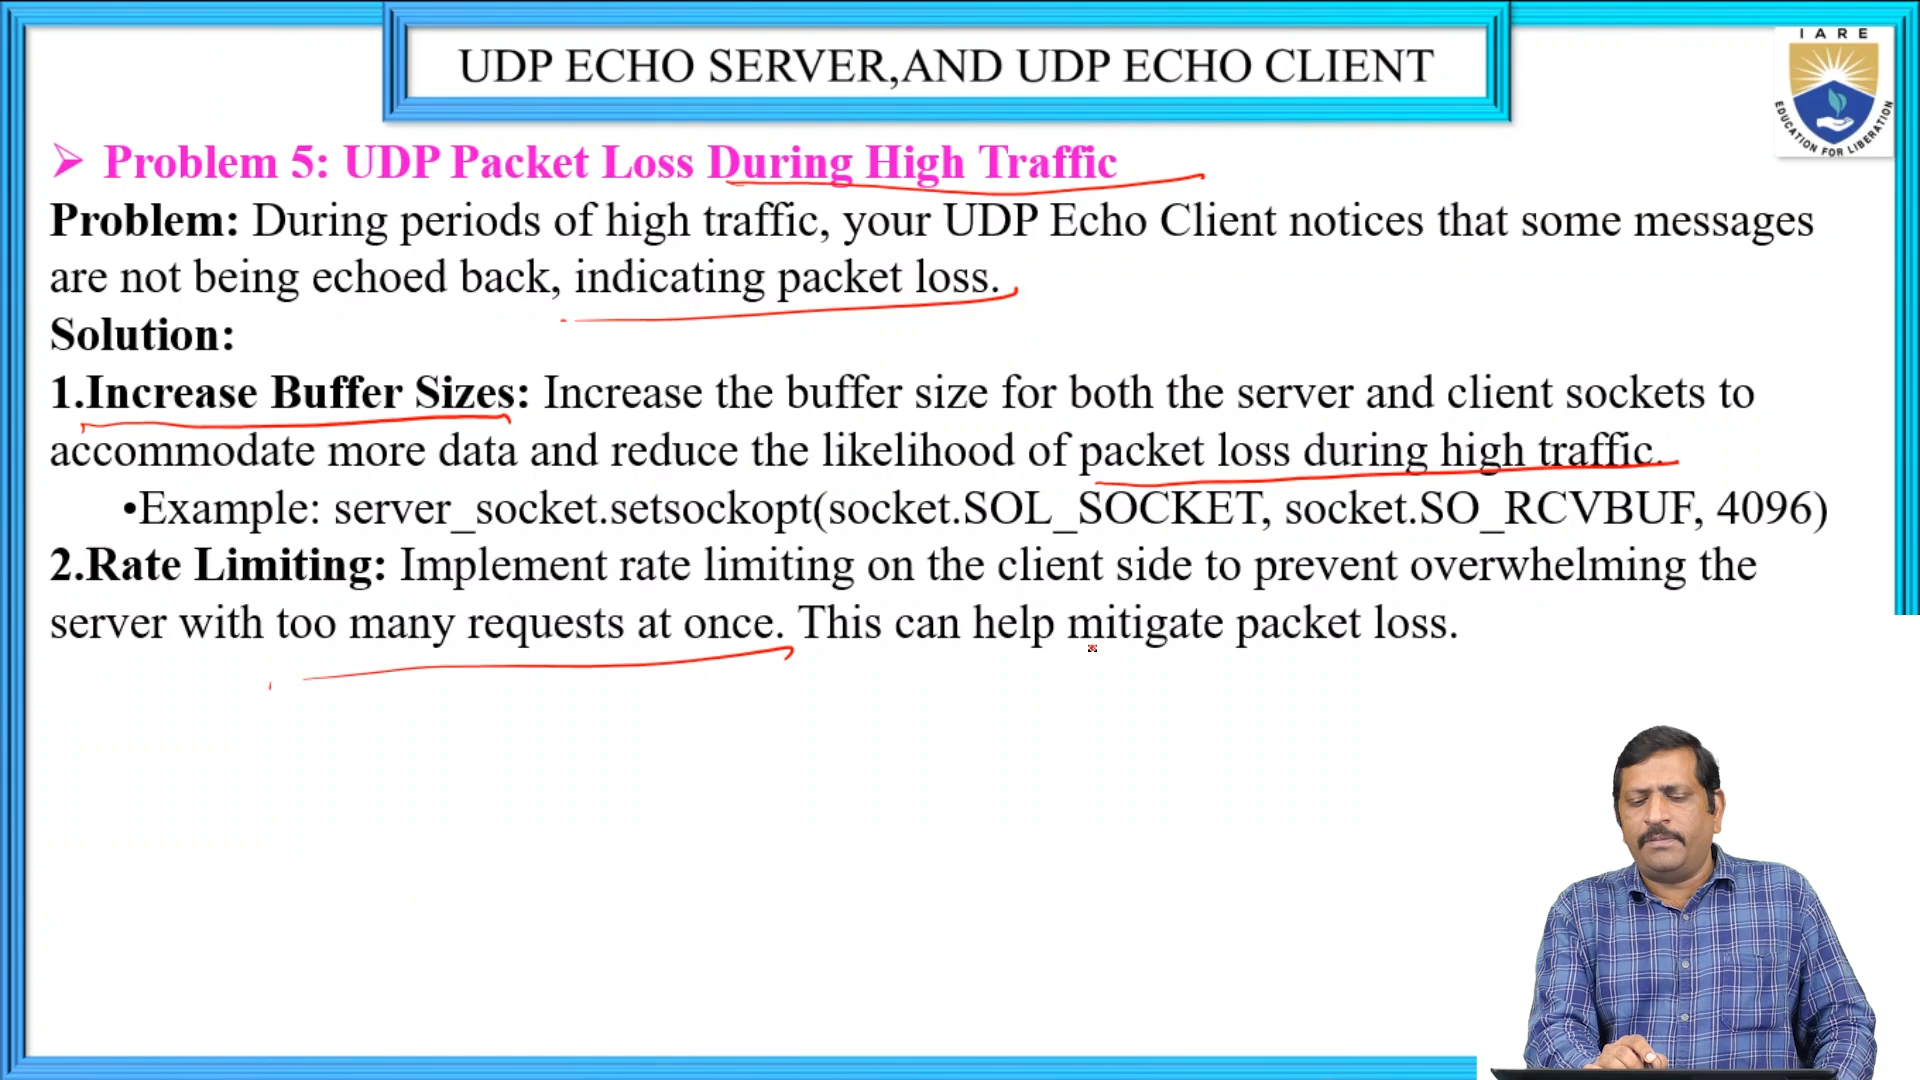 UDP ECHO SERVER,AND UDP ECHO CLIENT
IARE
EDUCATION FOR LIBERATION
➢ Problem 5: UDP Packet Loss During High Traffic
Problem: During periods of high traffic, your UDP Echo Client notices that some messages
are not being echoed back, indicating packet loss.
Solution:
1.Increase Buffer Sizes: Increase the buffer size for both the server and client sockets to
accommodate more data and reduce the likelihood of packet loss during high traffic.
•Example: server_socket.setsockopt(socket.SOL_SOCKET, socket.SO_RCVBUF, 4096)
2.Rate Limiting: Implement rate limiting on the client side to prevent overwhelming the
server with too many requests at once. This can help mitigate packet loss.